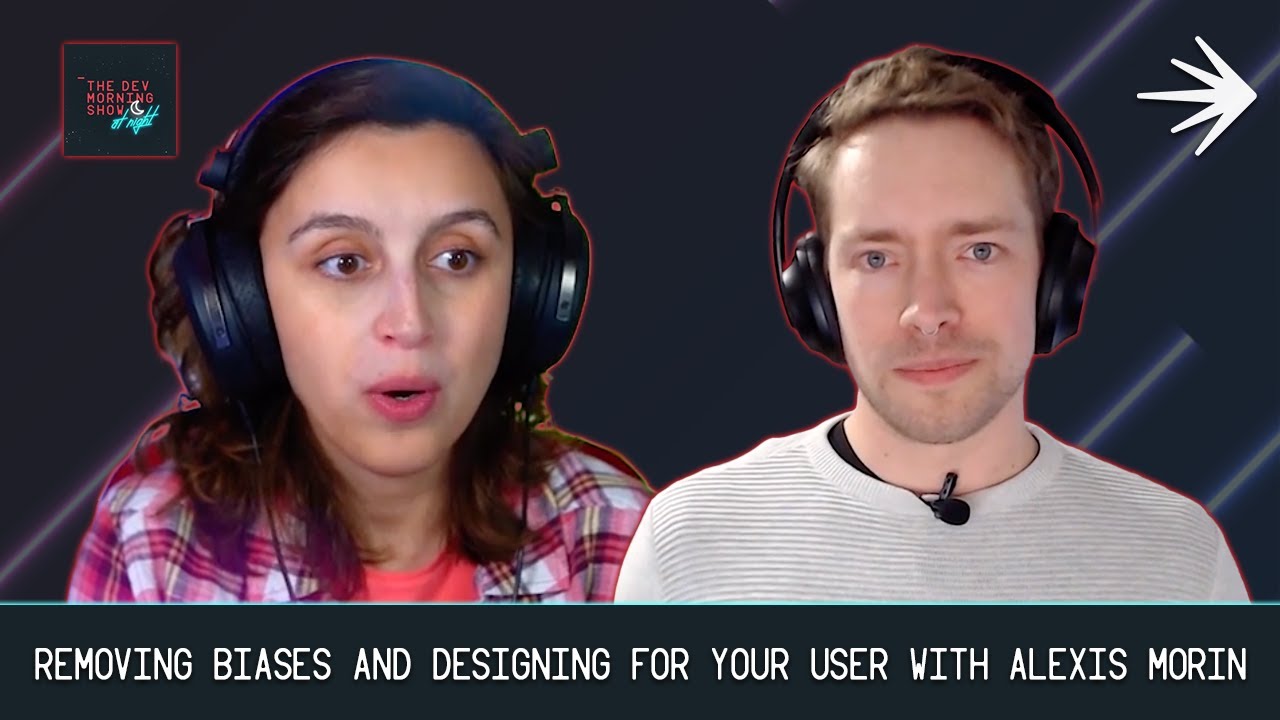 THE DEV
MORNING
SHOW
at night
REMOVING BIASES AND DESIGNING FOR YOUR USER WITH ALEXIS MORIN